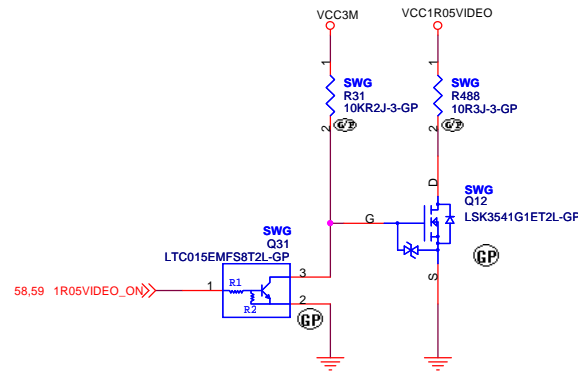 VCC3M
VCC1R05VIDEO
1
1
SWG
R31
10KR2J-3-GP
SWG
R488
10R3J-3-GP
2
G/P
2
G/P
D
SWG
Q12
LSK3541G1ET2L-GP
G
GP
S
SWG
Q31
LTC015EMFS8T2L-GP
58,59 1R05VIDEO_ON
1
R1
R2
3
2
GP